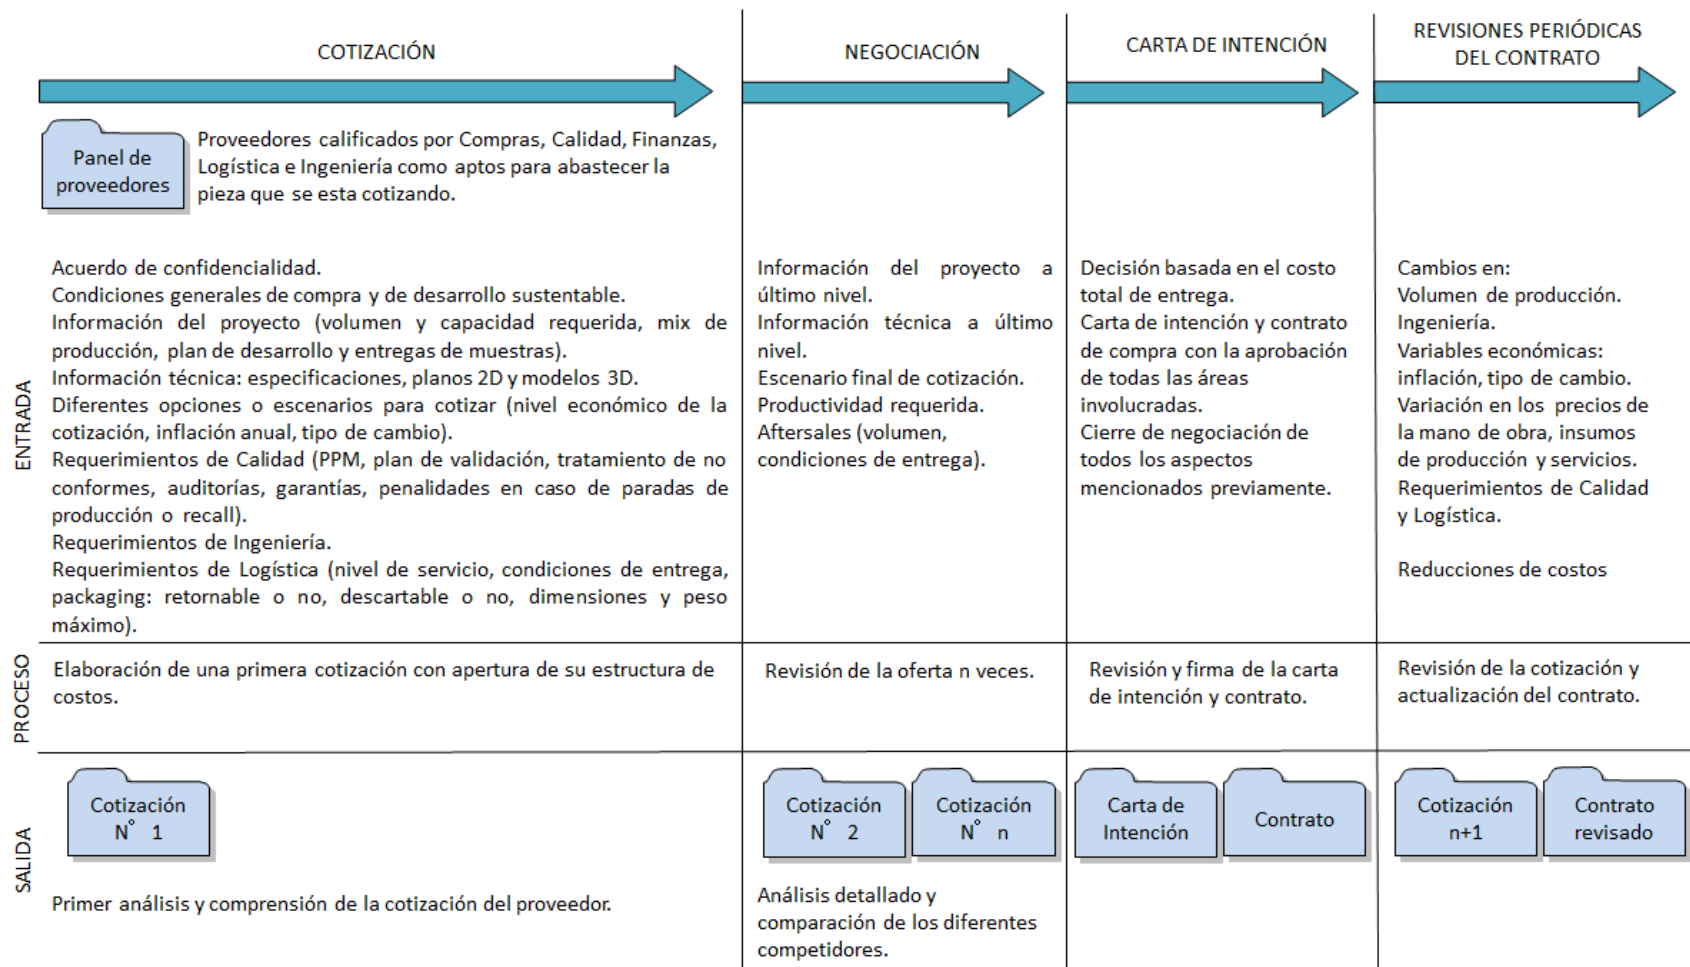 COTIZACIÓN
NEGOCIACIÓN
CARTA DE INTENCIÓN
REVISIONES PERIÓDICAS
DEL CONTRATO
Panel de
proveedores
Proveedores calificados por Compras, Calidad, Finanzas,
Logística e Ingeniería como aptos para abastecer la
pieza que se esta cotizando.
ENTRADA
Acuerdo de confidencialidad.
Condiciones generales de compra y de desarrollo sustentable.
Información del proyecto (volumen y capacidad requerida, mix de
producción, plan de desarrollo y entregas de muestras).
Información técnica: especificaciones, planos 2D y modelos 3D.
Diferentes opciones o escenarios para cotizar (nivel económico de la
cotización, inflación anual, tipo de cambio).
Requerimientos de Calidad (PPM, plan de validación, tratamiento de no
conformes, auditorías, garantías, penalidades en caso de paradas de
producción o recall).
Requerimientos de Ingeniería.
Requerimientos de Logística (nivel de servicio, condiciones de entrega,
packaging: retornable o no, descartable o no, dimensiones y peso
máximo).
Información del proyecto a
último nivel.
Información técnica a último
nivel.
Escenario final de cotización.
Productividad requerida.
Aftersales (volumen,
condiciones de entrega).
Decisión basada en el costo
total de entrega.
Carta de intención y contrato
de compra con la aprobación
de todas las áreas
involucradas.
Cierre de negociación de
todos los aspectos
mencionados previamente.
Cambios en:
Volumen de producción.
Ingeniería.
Variables económicas:
inflación, tipo de cambio.
Variación en los precios de
la mano de obra, insumos
de producción y servicios.
Requerimientos de Calidad
y Logística.
Reducciones de costos
PROCESO
Elaboración de una primera cotización con apertura de su estructura de
costos.
Revisión de la oferta n veces.
Revisión y firma de la carta
de intención y contrato.
Revisión de la cotización y
actualización del contrato.
SALIDA
Cotización
N° 1
Primer análisis y comprensión de la cotización del proveedor.
Cotización
N° 2
Cotización
N° n
Análisis detallado y
comparación de los diferentes
competidores.
Carta de
Intención
Contrato
Cotización
n+1
Contrato
revisado